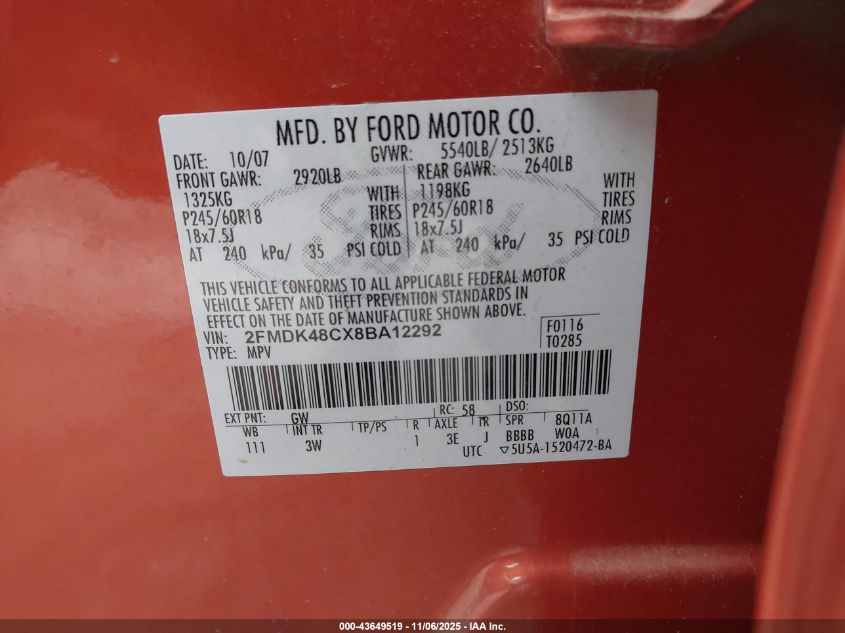 MFD. BY FORD MOTOR CO.
DATE: 10/07 GVWR: 5540LB/ 2513KG
FRONT GAWR: 2920LB REAR GAWR: 2640LB
1325KG WITH 1198KG WITH
P245/60R18 TIRES P245/60R18 TIRES
18x7.5J RIMS 18x7.5J RIMS
AT 240 kPa/ 35 PSI COLD AT 240 kPa/ 35 PSI COLD
Ford
THIS VEHICLE CONFORMS TO ALL APPLICABLE FEDERAL MOTOR
VEHICLE SAFETY AND THEFT PREVENTION STANDARDS IN
EFFECT ON THE DATE OF MANUFACTURE SHOWN ABOVE.
VIN: 2FMDK48CX8BA12292 F0116
TYPE: MPV T0285
EXT PNT: GW RC: 58 DSO:
WB INT TR TP/PS R AXLE TR SPR 8Q11A
111 3W 1 3E J BBBB W0A
UTC ▽5U5A-1520472-BA
000-43649519 - 11/06/2025 - IAA Inc.